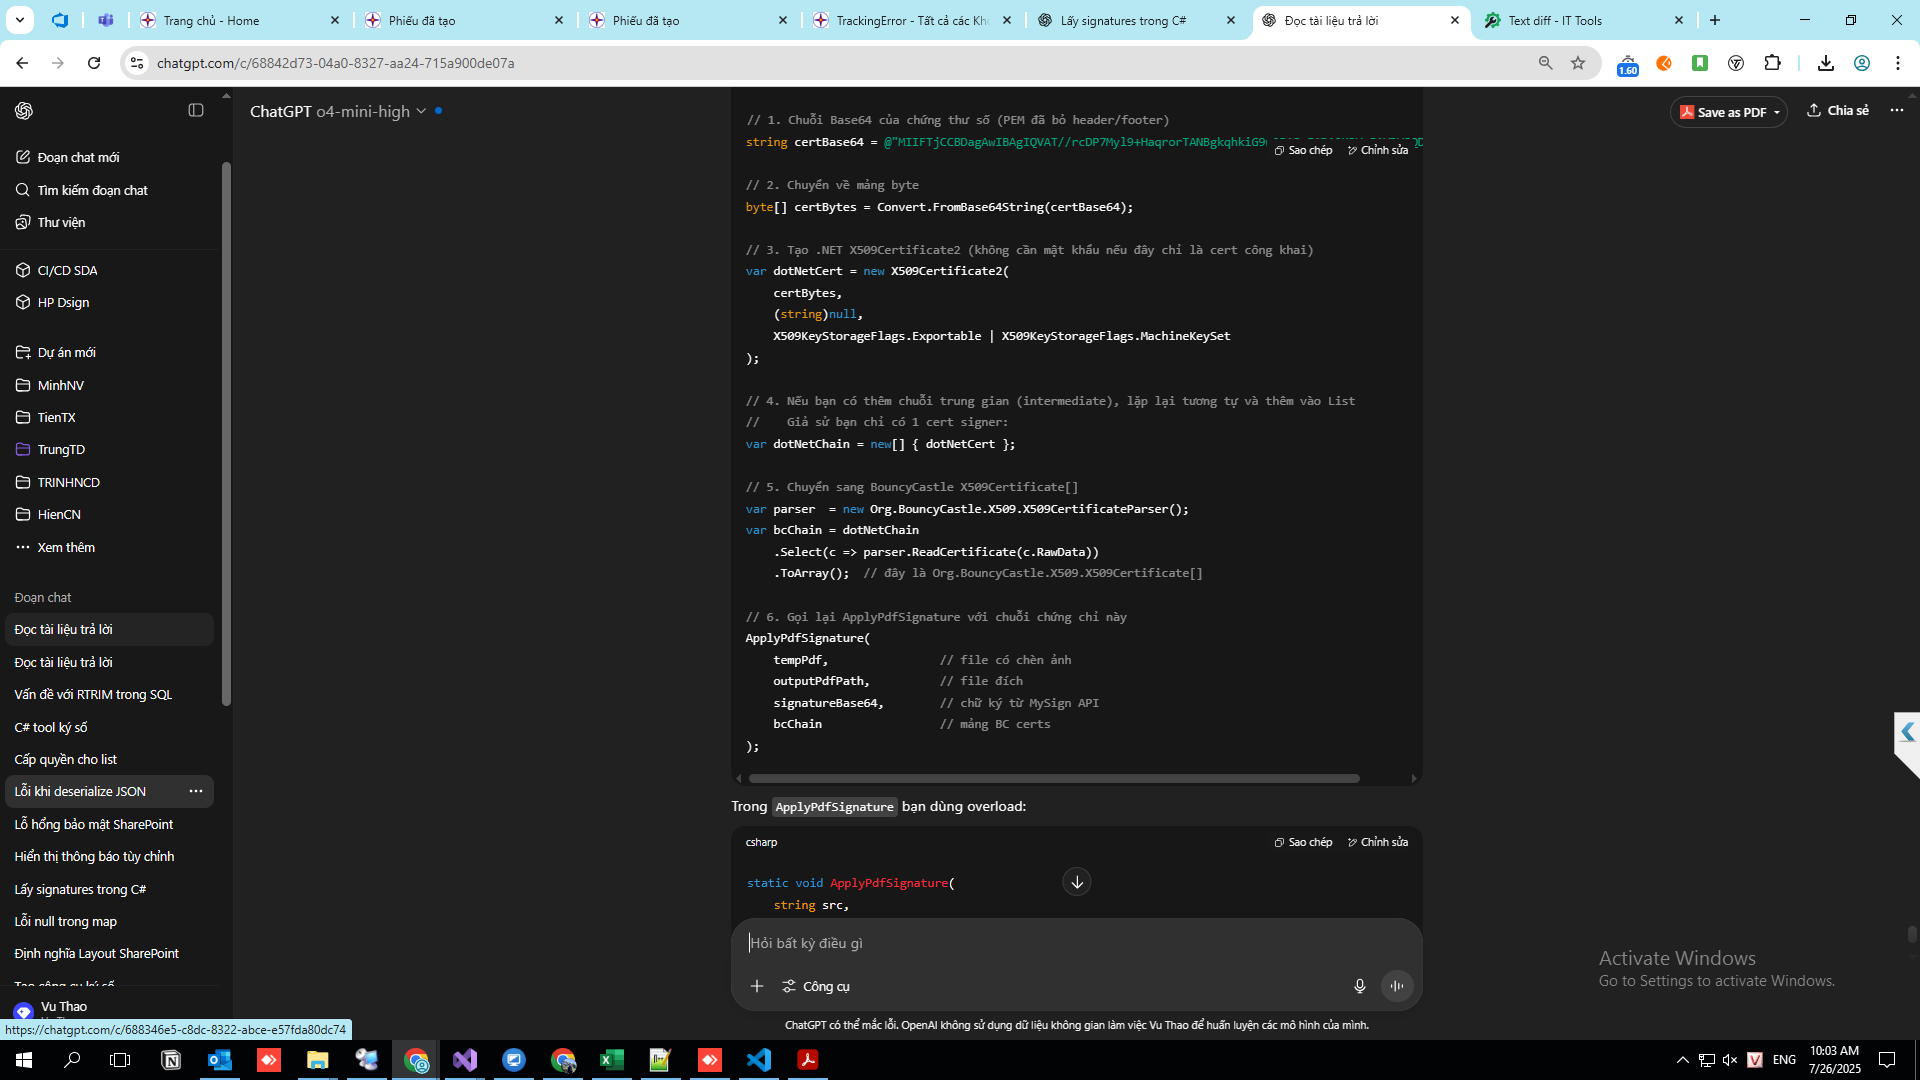 Trang chủ - Home
Phiếu đã tạo
Phiếu đã tạo
TrackingError - Tất cả các Kh
Lấy signatures trong C#
Đọc tài liệu trả lời
Text diff - IT Tools
chatgpt.com/c/68842d73-04a0-8327-aa24-715a900de07a
1.60
ChatGPT o4-mini-high
Save as PDF
Chia sẻ
Đoạn chat mới
Tìm kiếm đoạn chat
Thư viện
CI/CD SDA
HP Dsign
Dự án mới
MinhNV
TienTX
TrungTD
TRINHNCD
HienCN
Xem thêm
Đoạn chat
Đọc tài liệu trả lời
Đọc tài liệu trả lời
Vấn đề với RTRIM trong SQL
C# tool ký số
Cấp quyền cho list
Lỗi khi deserialize JSON
Lỗ hổng bảo mật SharePoint
Hiển thị thông báo tùy chỉnh
Lấy signatures trong C#
Lỗi null trong map
Định nghĩa Layout SharePoint
Tạo công cụ ký số
Vu Thao
https://chatgpt.com/c/688346e5-c8dc-8322-abce-e57fda80dc74
// 1. Chuỗi Base64 của chứng thư số (PEM đã bỏ header/footer)
string certBase64 = @"MIIFTjCCBDagAwIBAgIQVAT//rcDP7Myl9+HaqrorTANBgkqhkiG9
Sao chép
Chỉnh sửa
// 2. Chuyển về mảng byte
byte[] certBytes = Convert.FromBase64String(certBase64);
// 3. Tạo .NET X509Certificate2 (không cần mật khẩu nếu đây chỉ là cert công khai)
var dotNetCert = new X509Certificate2(
certBytes,
(string)null,
X509KeyStorageFlags.Exportable | X509KeyStorageFlags.MachineKeySet
);
// 4. Nếu bạn có thêm chuỗi trung gian (intermediate), lặp lại tương tự và thêm vào List
// Giả sử bạn chỉ có 1 cert signer:
var dotNetChain = new[] { dotNetCert };
// 5. Chuyển sang BouncyCastle X509Certificate[]
var parser = new Org.BouncyCastle.X509.X509CertificateParser();
var bcChain = dotNetChain
.Select(c => parser.ReadCertificate(c.RawData))
.ToArray(); // đây là Org.BouncyCastle.X509.X509Certificate[]
// 6. Gọi lại ApplyPdfSignature với chuỗi chứng chỉ này
ApplyPdfSignature(
tempPdf, // file có chèn ảnh
outputPdfPath, // file đích
signatureBase64, // chữ ký từ MySign API
bcChain // mảng BC certs
);
Trong ApplyPdfSignature bạn dùng overload:
csharp
Sao chép
Chỉnh sửa
static void ApplyPdfSignature(
string src,
Hỏi bất kỳ điều gì
Công cụ
ChatGPT có thể mắc lỗi. OpenAI không sử dụng dữ liệu không gian làm việc Vu Thao để huấn luyện các mô hình của mình.
Activate Windows
Go to Settings to activate Windows.
ENG
10:03 AM
7/26/2025